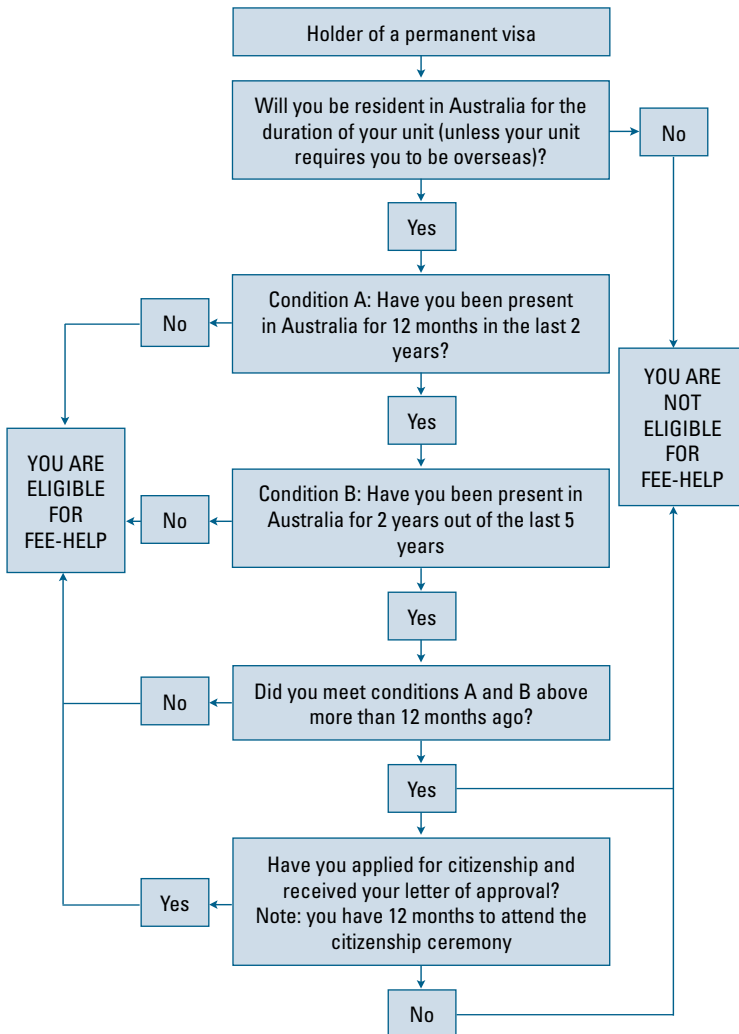 Holder of a permanent visa
Will you be resident in Australia for the
duration of your unit (unless your unit
requires you to be overseas)?
No
Yes
Condition A: Have you been present
in Australia for 12 months in the last 2
years?
No
YOU ARE
NOT
ELIGIBLE
FOR
FEE-HELP
Yes
YOU ARE
ELIGIBLE
FOR
FEE-HELP
No
Condition B: Have you been present in
Australia for 2 years out of the last 5
years
Yes
No
Did you meet conditions A and B above
more than 12 months ago?
Yes
Yes
Have you applied for citizenship and
received your letter of approval?
Note: you have 12 months to attend the
citizenship ceremony
No